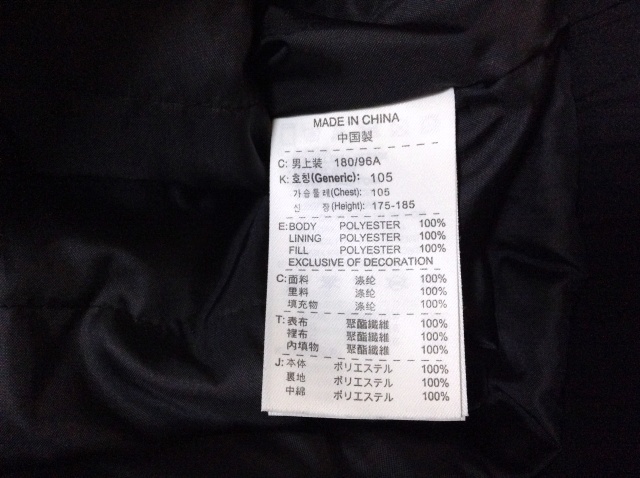 MADE IN CHINA
中国製
C: 男上装 180/96A
K: 호칭(Generic): 105
가슴둘레(Chest): 105
신 장(Height): 175-185
E: BODY POLYESTER 100%
LINING POLYESTER 100%
FILL POLYESTER 100%
EXCLUSIVE OF DECORATION
C: 面料 涤纶 100%
里料 涤纶 100%
填充物 涤纶 100%
T: 表布 聚酯纖維 100%
裡布 聚酯纖維 100%
內填物 聚酯纖維 100%
J: 本体 ポリエステル 100%
裏地 ポリエステル 100%
中綿 ポリエステル 100%